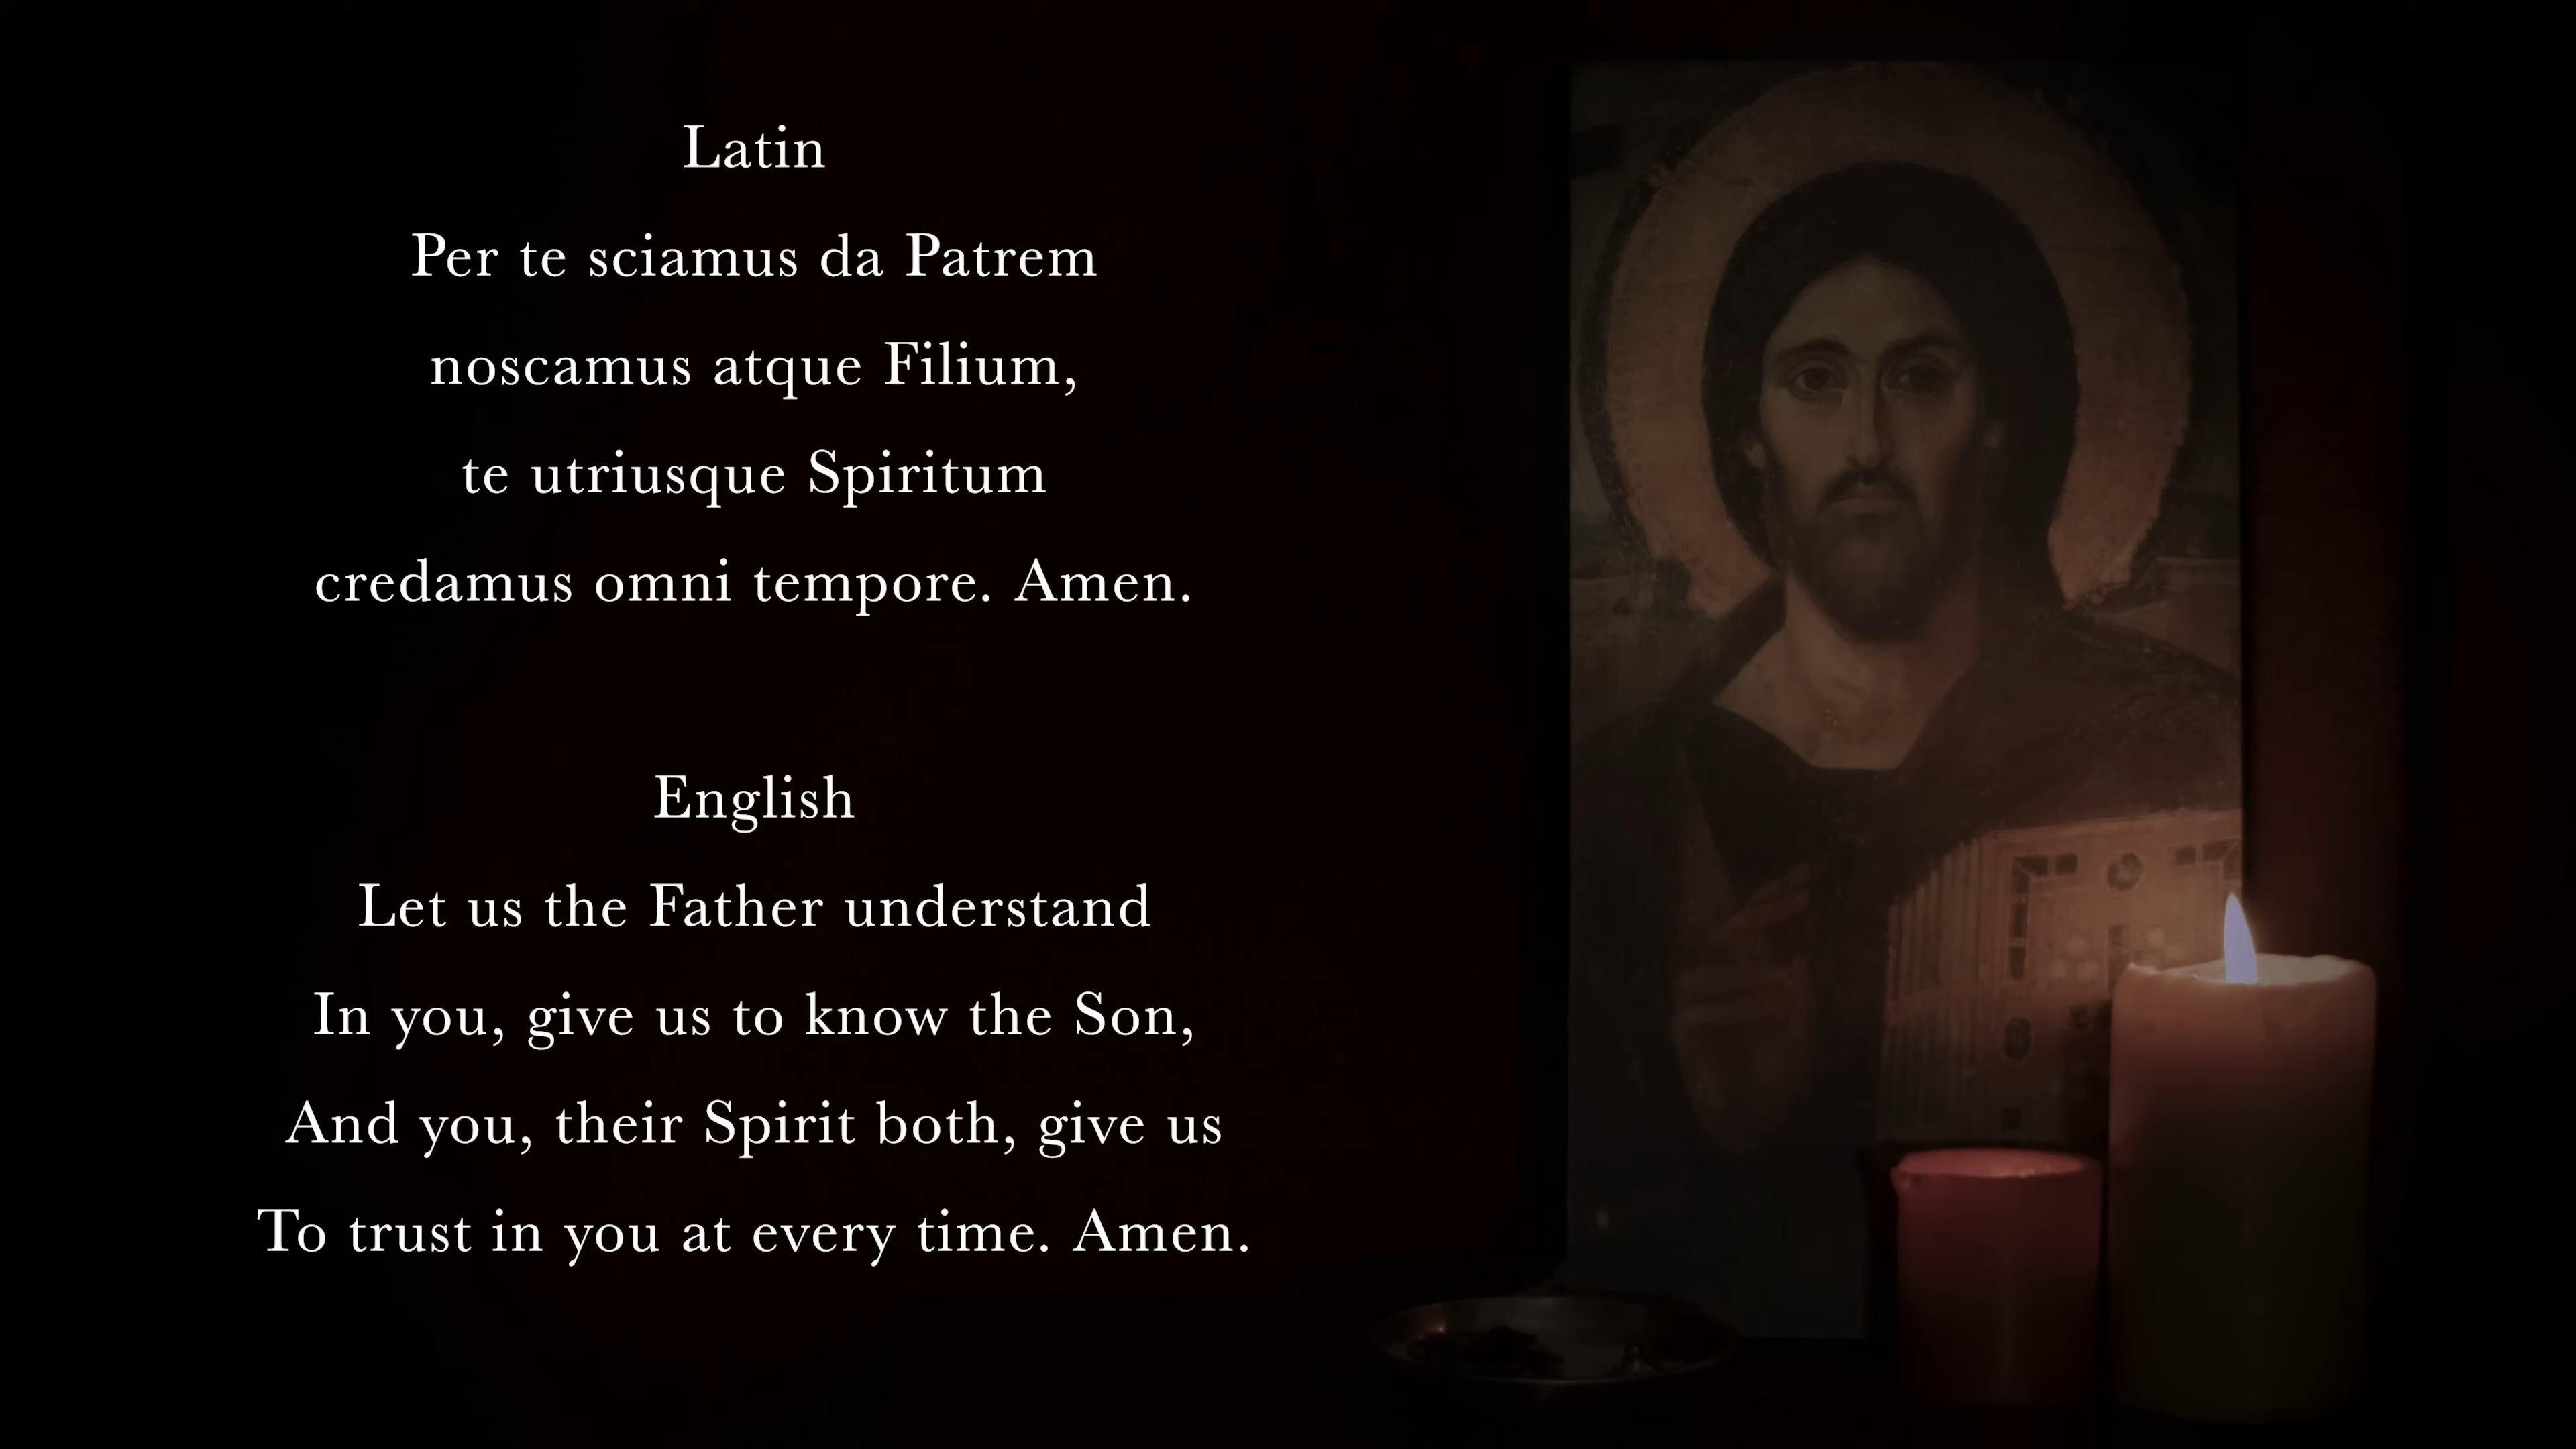 Latin
Per te sciamus da Patrem
noscamus atque Filium,
te utriusque Spiritum
credamus omni tempore. Amen.
English
Let us the Father understand
In you, give us to know the Son,
And you, their Spirit both, give us
To trust in you at every time. Amen.